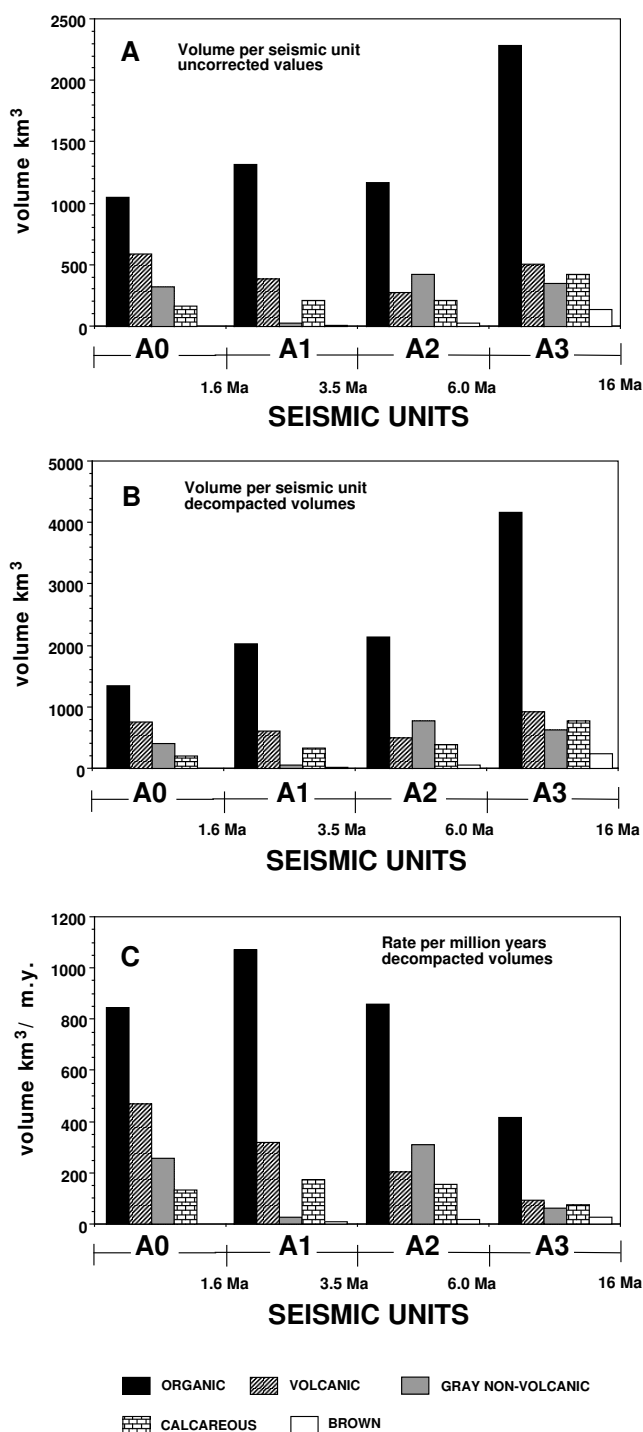 2500
A Volume per seismic unit
uncorrected values
2000
1500
1000
500
0
volume km³
A0 A1 A2 A3
1.6 Ma 3.5 Ma 6.0 Ma 16 Ma
SEISMIC UNITS
5000
B Volume per seismic unit
decompacted volumes
4000
3000
2000
1000
0
volume km³
A0 A1 A2 A3
1.6 Ma 3.5 Ma 6.0 Ma 16 Ma
SEISMIC UNITS
1200
C Rate per million years
decompacted volumes
1000
800
600
400
200
0
volume km³/ m.y.
A0 A1 A2 A3
1.6 Ma 3.5 Ma 6.0 Ma 16 Ma
SEISMIC UNITS
ORGANIC VOLCANIC GRAY NON-VOLCANIC
CALCAREOUS BROWN